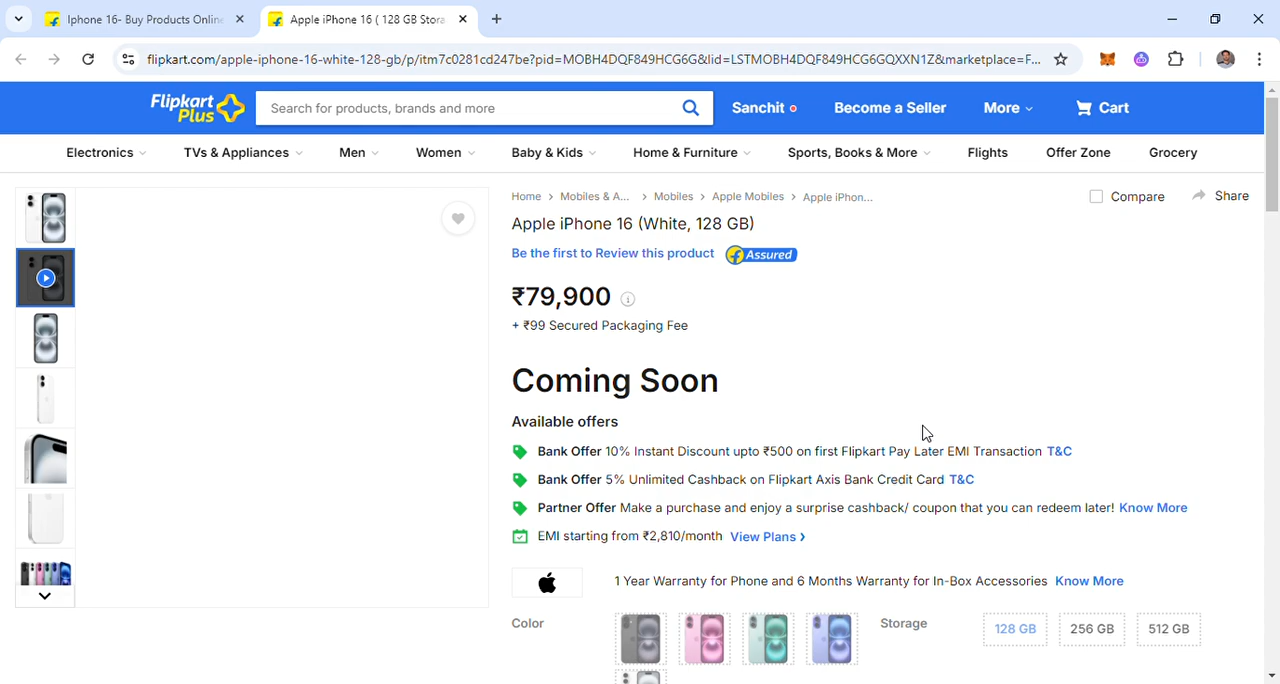 Iphone 16- Buy Products Onlin
Apple iPhone 16 ( 128 GB Stora
flipkart.com/apple-iphone-16-white-128-gb/p/itm7c0281cd247be?pid=MOBH4DQF849HCG6G&lid=LSTMOBH4DQF849HCG6GQXXN1Z&marketplace=F...
Flipkart
Plus
Search for products, brands and more
Sanchit
Become a Seller
More
Cart
Electronics
TVs & Appliances
Men
Women
Baby & Kids
Home & Furniture
Sports, Books & More
Flights
Offer Zone
Grocery
Home > Mobiles & A... > Mobiles > Apple Mobiles > Apple iPhon...
Compare
Share
Apple iPhone 16 (White, 128 GB)
Be the first to Review this product
Assured
₹79,900
+ ₹99 Secured Packaging Fee
Coming Soon
Available offers
Bank Offer 10% Instant Discount upto ₹500 on first Flipkart Pay Later EMI Transaction T&C
Bank Offer 5% Unlimited Cashback on Flipkart Axis Bank Credit Card T&C
Partner Offer Make a purchase and enjoy a surprise cashback/ coupon that you can redeem later! Know More
EMI starting from ₹2,810/month View Plans >
1 Year Warranty for Phone and 6 Months Warranty for In-Box Accessories Know More
Color
Storage
128 GB
256 GB
512 GB